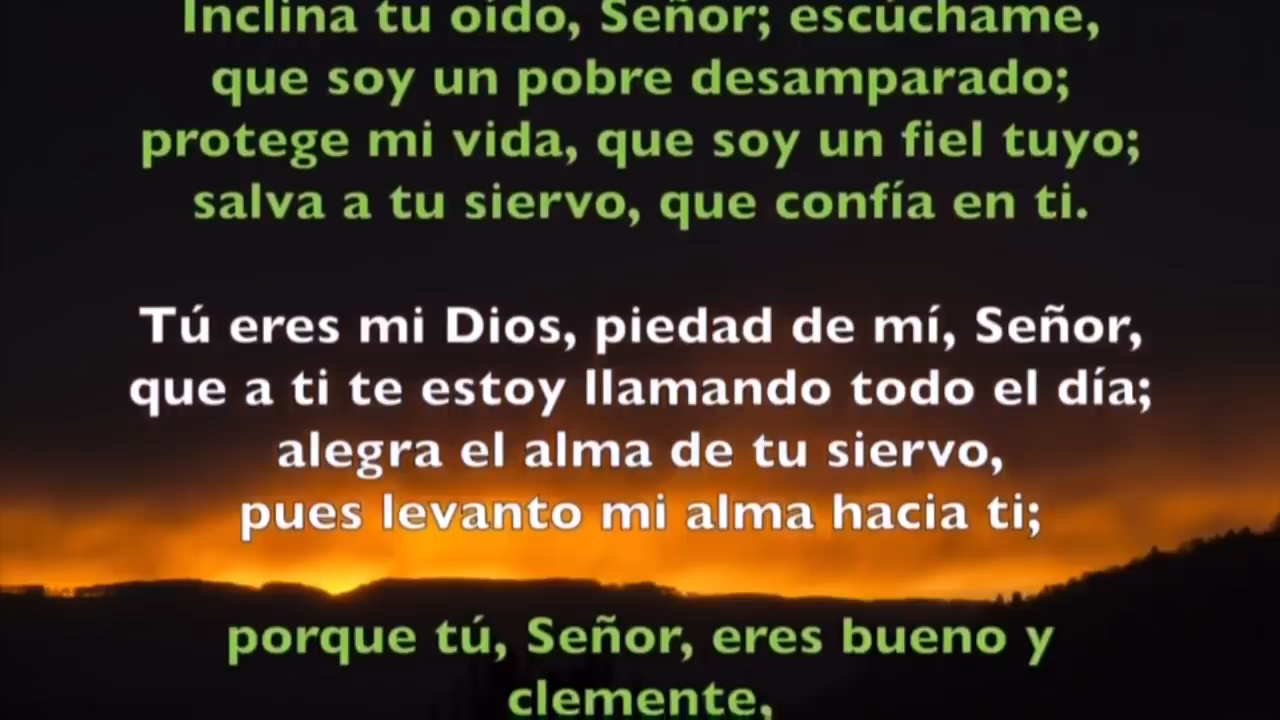 Inclina tu oído, Señor; escúchame,
que soy un pobre desamparado;
protege mi vida, que soy un fiel tuyo;
salva a tu siervo, que confía en ti.
Tú eres mi Dios, piedad de mí, Señor,
que a ti te estoy llamando todo el día;
alegra el alma de tu siervo,
pues levanto mi alma hacia ti;
porque tú, Señor, eres bueno y
clemente,